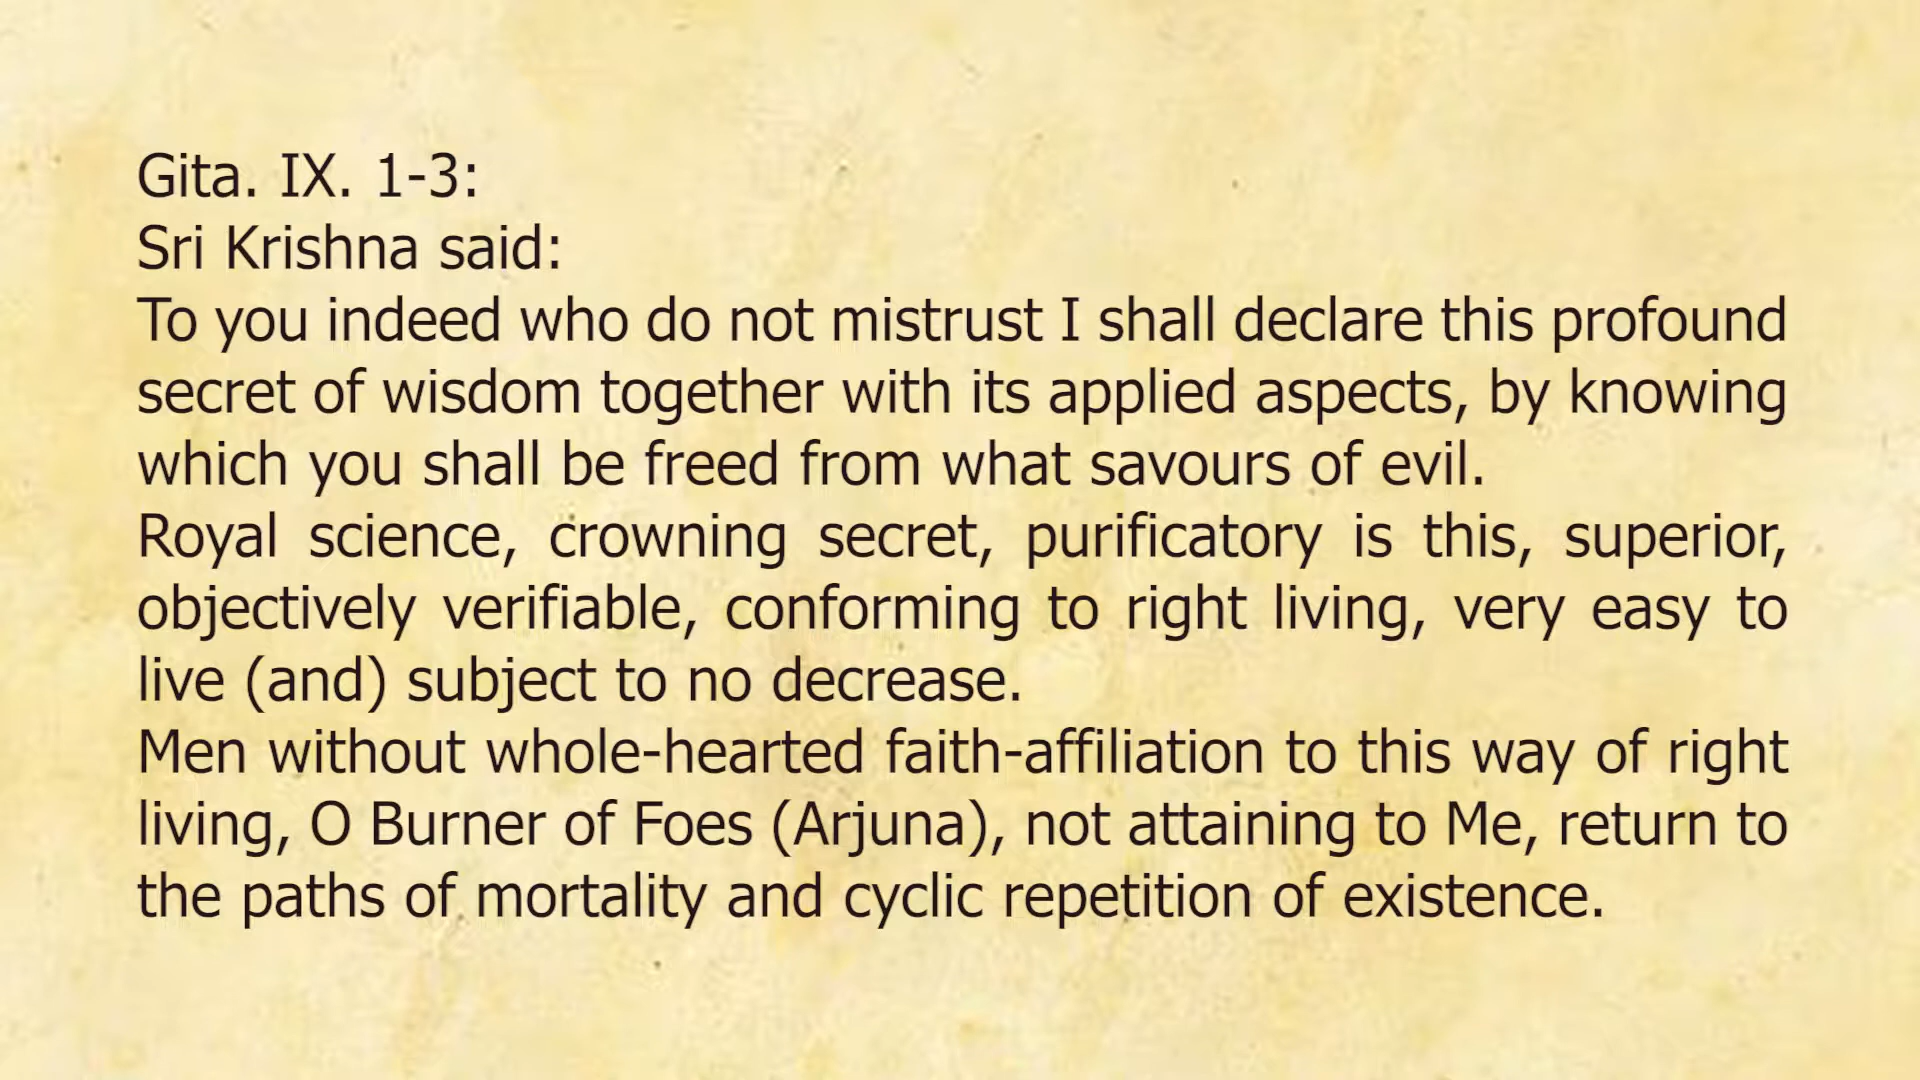 Gita. IX. 1-3:
Sri Krishna said:
To you indeed who do not mistrust I shall declare this profound
secret of wisdom together with its applied aspects, by knowing
which you shall be freed from what savours of evil.
Royal science, crowning secret, purificatory is this, superior,
objectively verifiable, conforming to right living, very easy to
live (and) subject to no decrease.
Men without whole-hearted faith-affiliation to this way of right
living, O Burner of Foes (Arjuna), not attaining to Me, return to
the paths of mortality and cyclic repetition of existence.